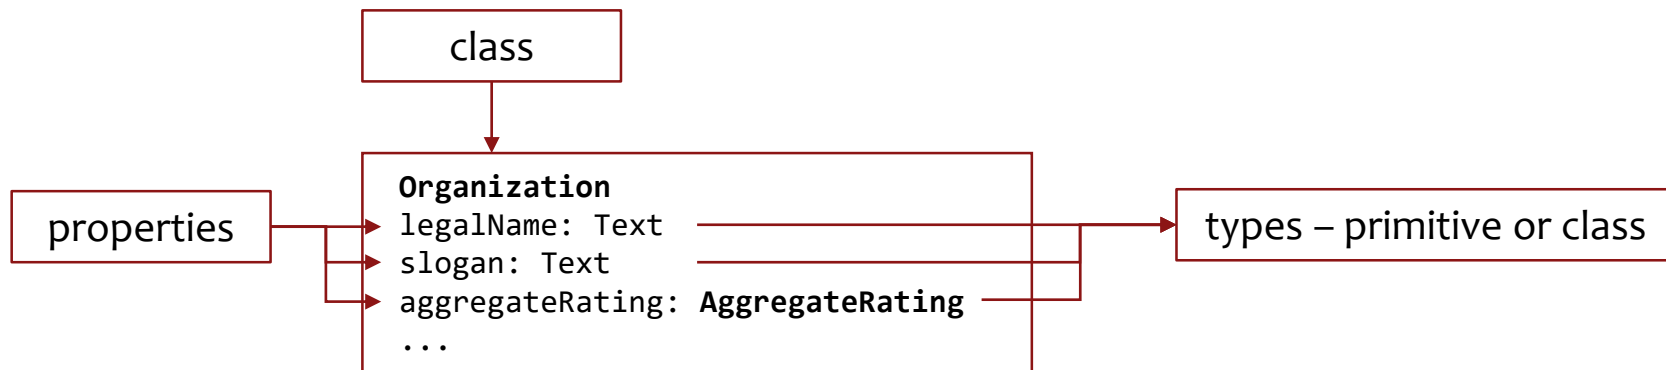 class
properties
Organization
legalName: Text
slogan: Text
aggregateRating: AggregateRating
...
types – primitive or class